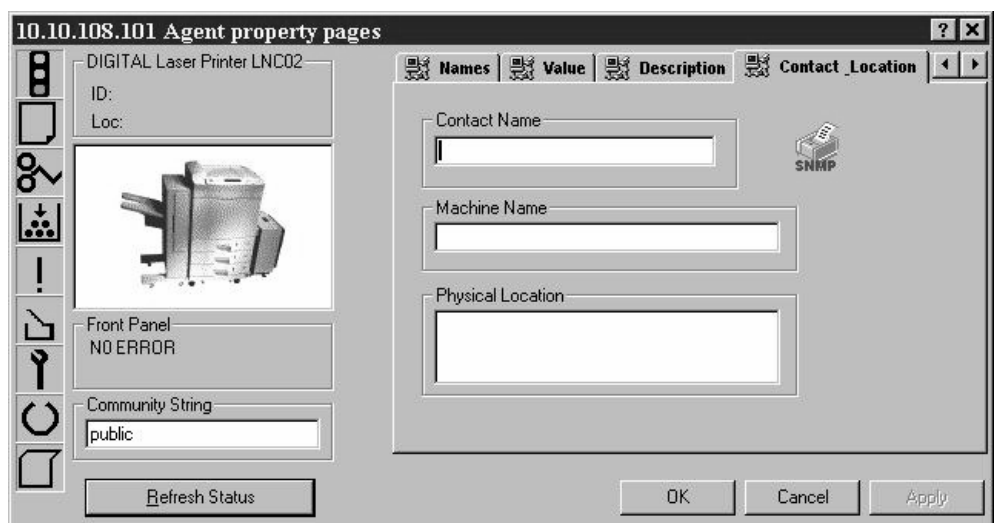 10.10.108.101 Agent property pages
DIGITAL Laser Printer LNC02
ID:
Loc:
Front Panel
NO ERROR
Community String
public
Refresh Status
Names
Value
Description
Contact _Location
Contact Name
SNMP
Machine Name
Physical Location
OK
Cancel
Apply